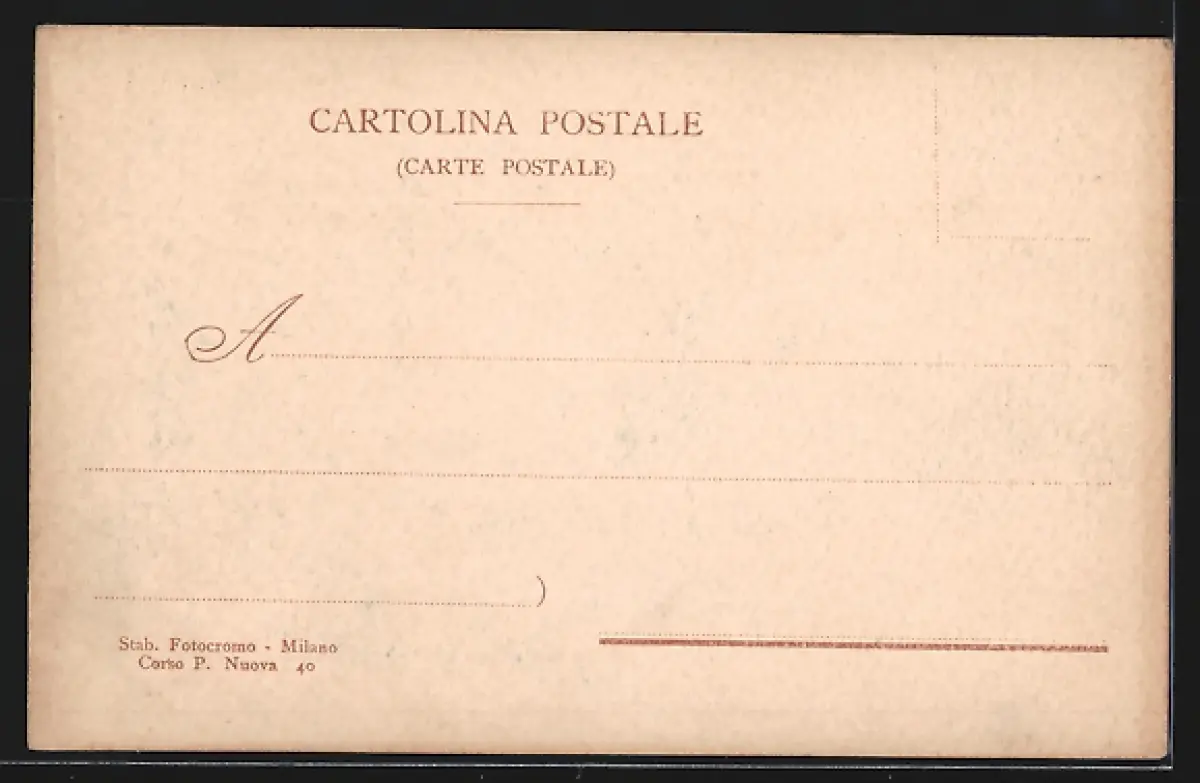 CARTOLINA POSTALE
(CARTE POSTALE)
A
)
Stab. Fotocromo - Milano
Corso P. Nuova 40